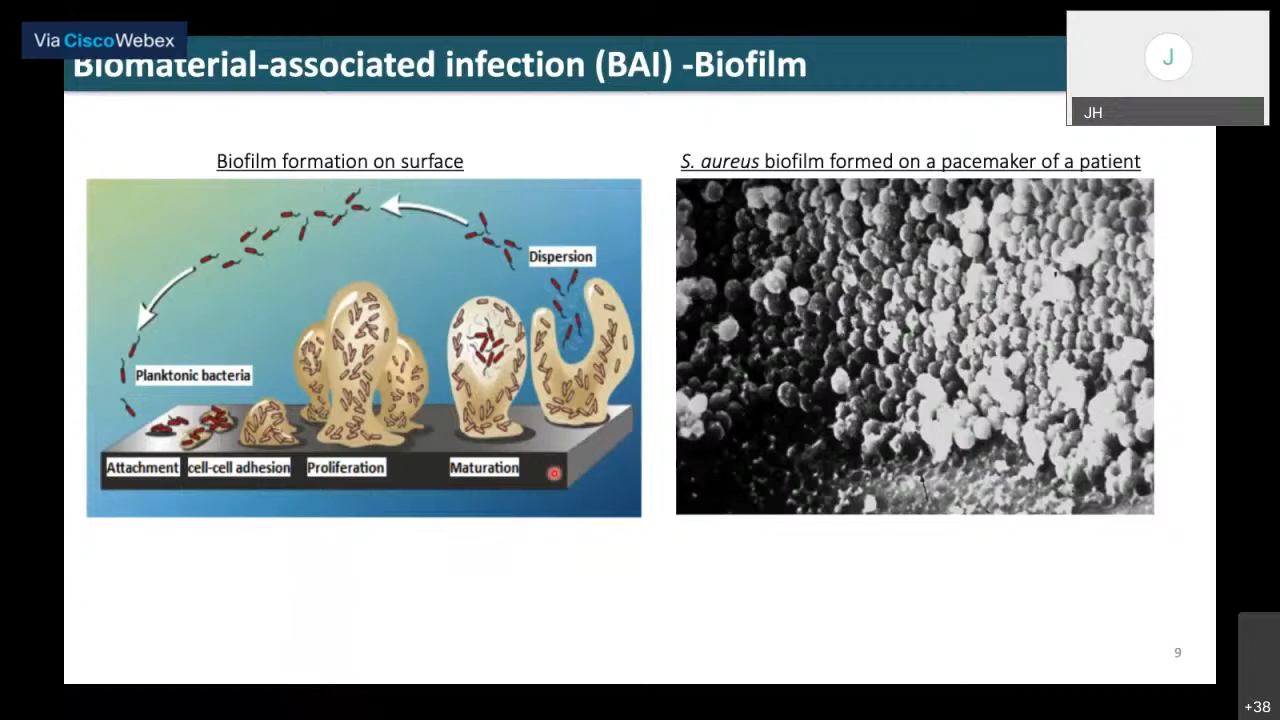 Via CiscoWebex
Biomaterial-associated infection (BAI) -Biofilm
J
JH
Biofilm formation on surface
S. aureus biofilm formed on a pacemaker of a patient
Dispersion
Planktonic bacteria
Attachment cell-cell adhesion Proliferation Maturation
9
+38